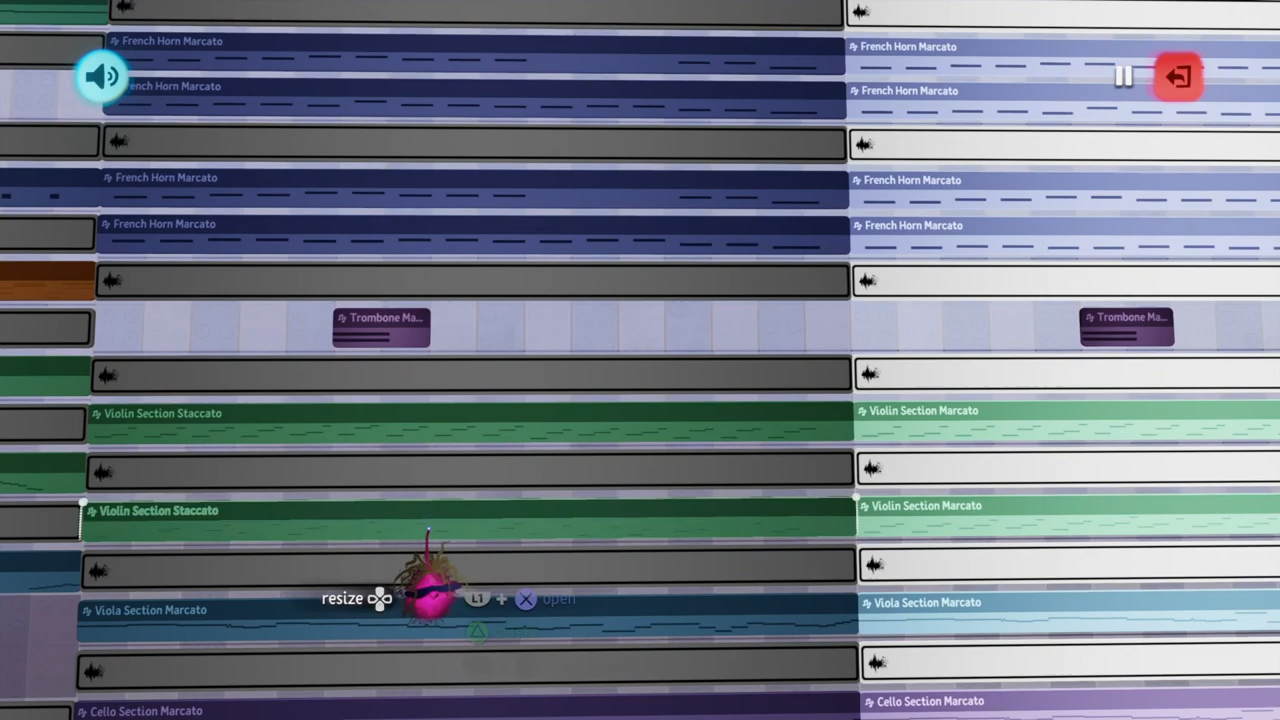 French Horn Marcato
French Horn Marcato
Horn Marcato
French Horn Marcato
French Horn Marcato
French Horn Marcato
French Horn Marcato
French Horn Marcato
Trombone Ma...
Trombone Ma...
Violin Section Staccato
Violin Section Marcato
Violin Section Staccato
Violin Section Marcato
resize
L1 + open
Viola Section Marcato
Viola Section Marcato
Cello Section Marcato
Cello Section Marcato